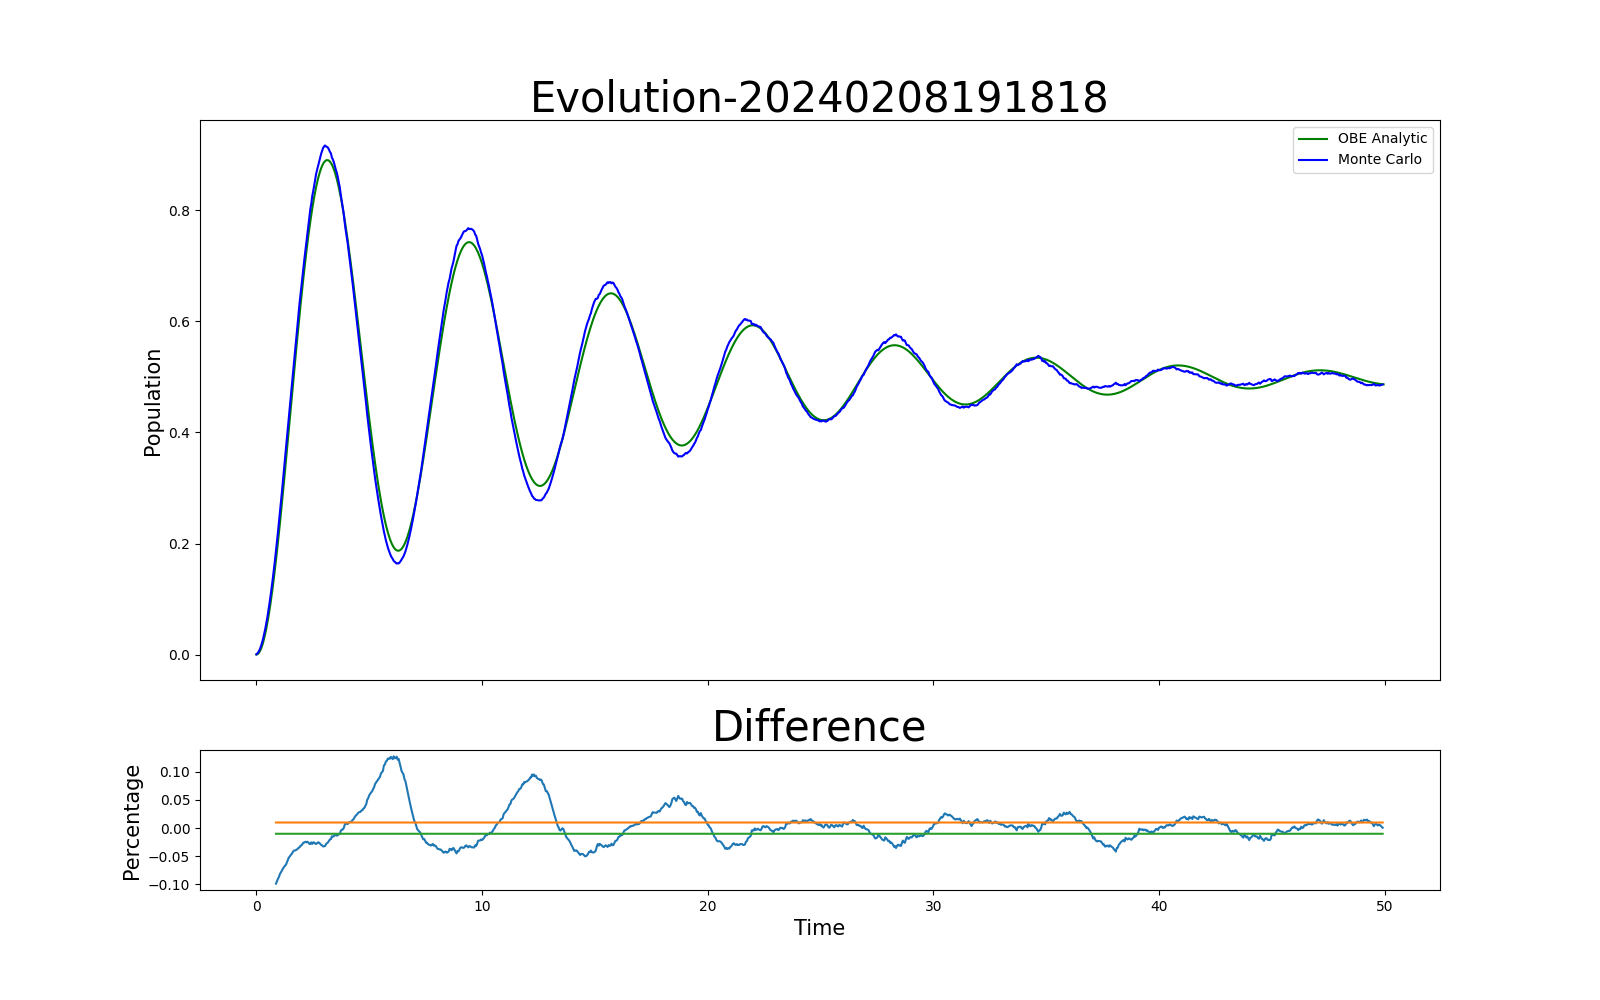 Evolution-20240208191818
OBE Analytic
Monte Carlo
Population
0.8
0.6
0.4
0.2
0.0
Difference
Percentage
0.10
0.05
0.00
−0.05
−0.10
0 10 20 30 40 50
Time